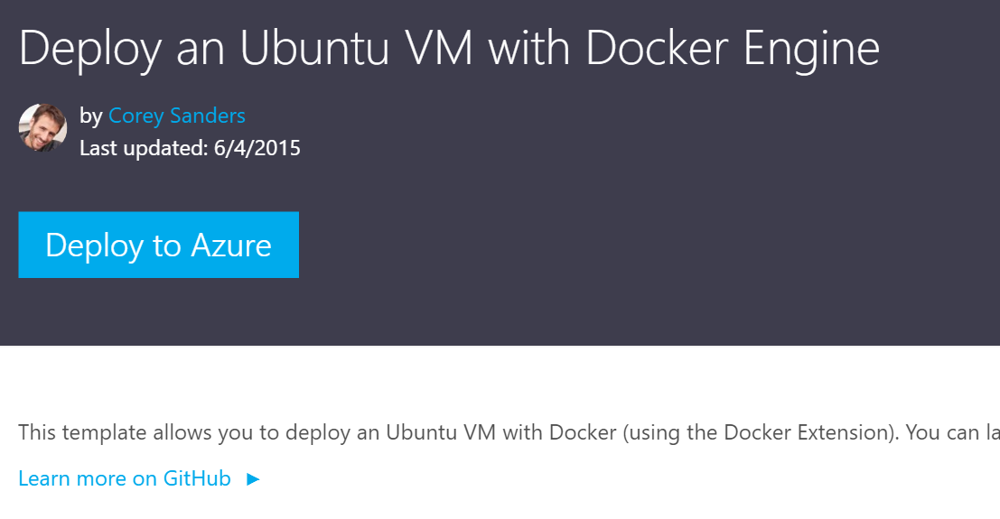 Deploy an Ubuntu VM with Docker Engine
by Corey Sanders
Last updated: 6/4/2015
Deploy to Azure
This template allows you to deploy an Ubuntu VM with Docker (using the Docker Extension). You can la
Learn more on GitHub ►